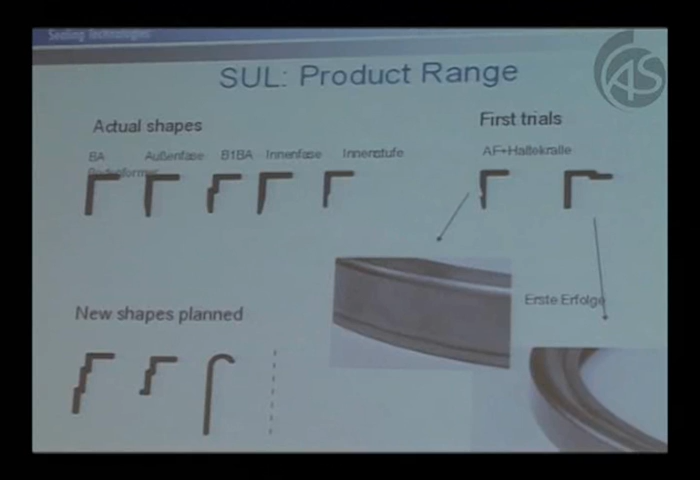 Sealing Technologies
SUL: Product Range
AS
Actual shapes
First trials
BA
Außenfase
B1BA
Innenfase
Innenstufe
AF+Haltekralle
Erste Erfolge
New shapes planned